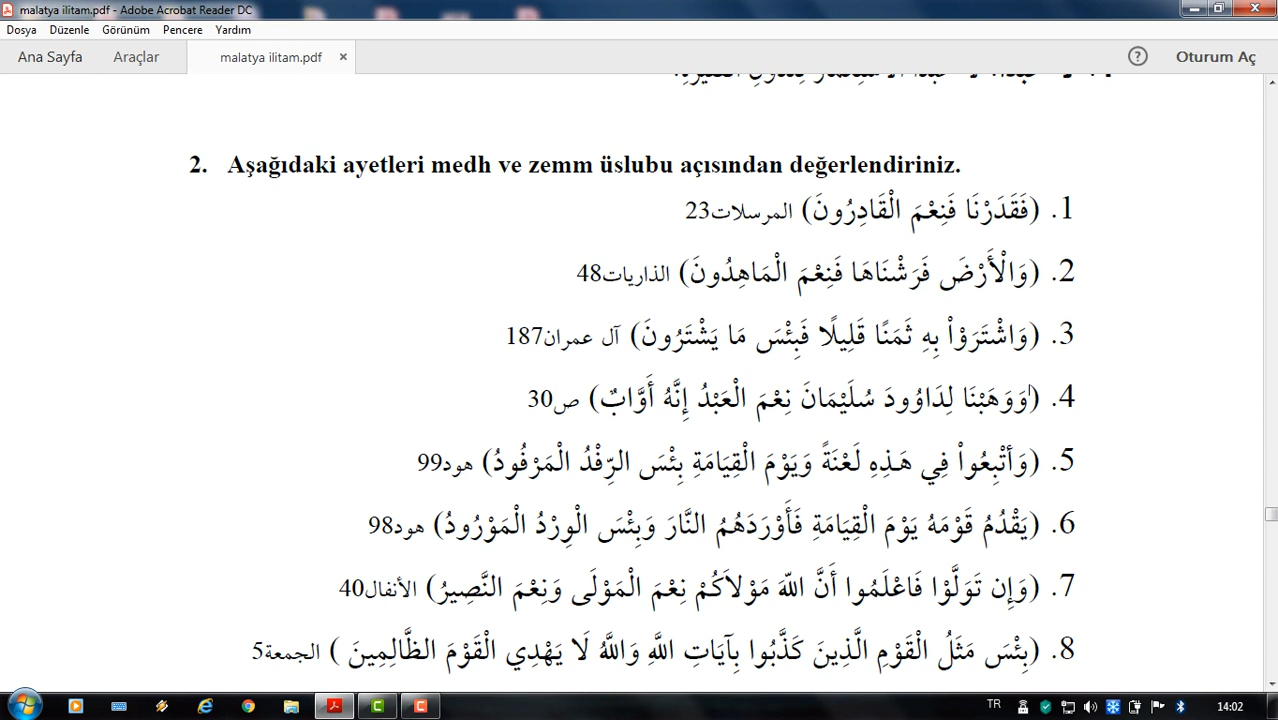 malatya ilitam.pdf - Adobe Acrobat Reader DC
Dosya Düzenle Görünüm Pencere Yardım
Ana Sayfa Araçlar malatya ilitam.pdf × ? Oturum Aç
2. Aşağıdaki ayetleri medh ve zemm üslubu açısından değerlendiriniz.
1. (فَقَدَرْنَا فَنِعْمَ الْقَادِرُونَ) المرسلات23
2. (وَالْأَرْضَ فَرَشْنَاهَا فَنِعْمَ الْمَاهِدُونَ) الذاريات48
3. (وَاشْتَرَوْاْ بِهِ ثَمَنًا قَلِيلًا فَبِئْسَ مَا يَشْتَرُونَ) آل عمران187
4. (وَوَهَبْنَا لِدَاوُودَ سُلَيْمَانَ نِعْمَ الْعَبْدُ إِنَّهُ أَوَّابٌ) ص30
5. (وَأُتْبِعُواْ فِي هَـذِهِ لَعْنَةً وَيَوْمَ الْقِيَامَةِ بِئْسَ الرِّفْدُ الْمَرْفُودُ) هود99
6. (يَقْدُمُ قَوْمَهُ يَوْمَ الْقِيَامَةِ فَأَوْرَدَهُمُ النَّارَ وَبِئْسَ الْوِرْدُ الْمَوْرُودُ) هود98
7. (وَإِن تَوَلَّوْا فَاعْلَمُوا أَنَّ اللّهَ مَوْلاَكُمْ نِعْمَ الْمَوْلَى وَنِعْمَ النَّصِيرُ) الأنفال40
8. (بِئْسَ مَثَلُ الْقَوْمِ الَّذِينَ كَذَّبُوا بِآيَاتِ اللَّهِ وَاللَّهُ لَا يَهْدِي الْقَوْمَ الظَّالِمِينَ ) الجمعة5
TR 14:02